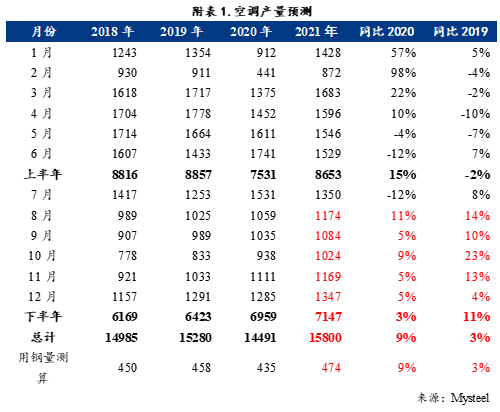 附表 1.空调产量预测
月份 2018 年 2019 年 2020 年 2021 年 同比 2020 同比 2019
1 月 1243 1354 912 1428 57% 5%
2 月 930 911 441 872 98% -4%
3 月 1618 1717 1375 1683 22% -2%
4 月 1704 1778 1452 1596 10% -10%
5 月 1714 1664 1611 1546 -4% -7%
6 月 1607 1433 1741 1529 -12% 7%
上半年 8816 8857 7531 8653 15% -2%
7 月 1417 1253 1531 1350 -12% 8%
8 月 989 1025 1059 1174 11% 14%
9 月 907 989 1035 1084 5% 10%
10 月 778 833 938 1024 9% 23%
11 月 921 1033 1111 1169 5% 13%
12 月 1157 1291 1285 1347 5% 4%
下半年 6169 6423 6959 7147 3% 11%
总计 14985 15280 14491 15800 9% 3%
用钢量测
算 450 458 435 474 9% 3%
来源：Mysteel